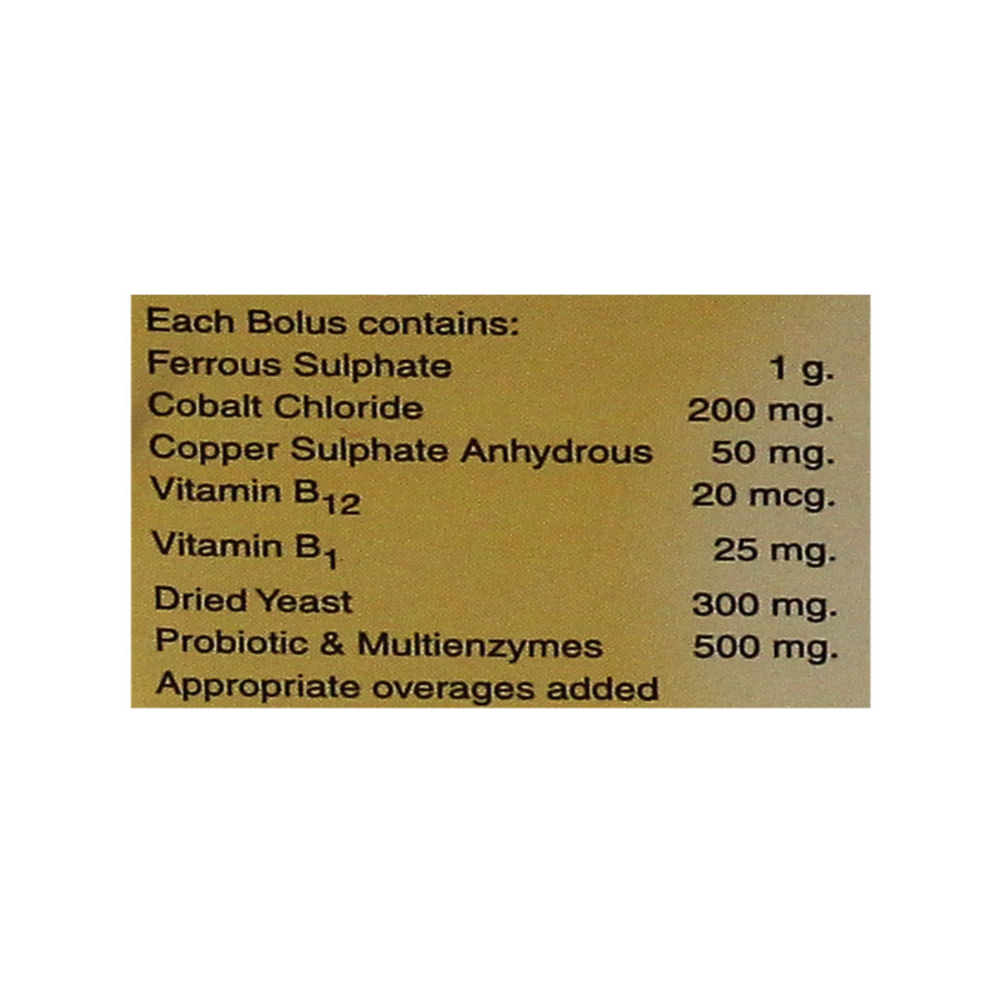 Each Bolus contains:
Ferrous Sulphate 1 g.
Cobalt Chloride 200 mg.
Copper Sulphate Anhydrous 50 mg.
Vitamin B₁₂ 20 mcg.
Vitamin B₁ 25 mg.
Dried Yeast 300 mg.
Probiotic & Multienzymes 500 mg.
Appropriate overages added